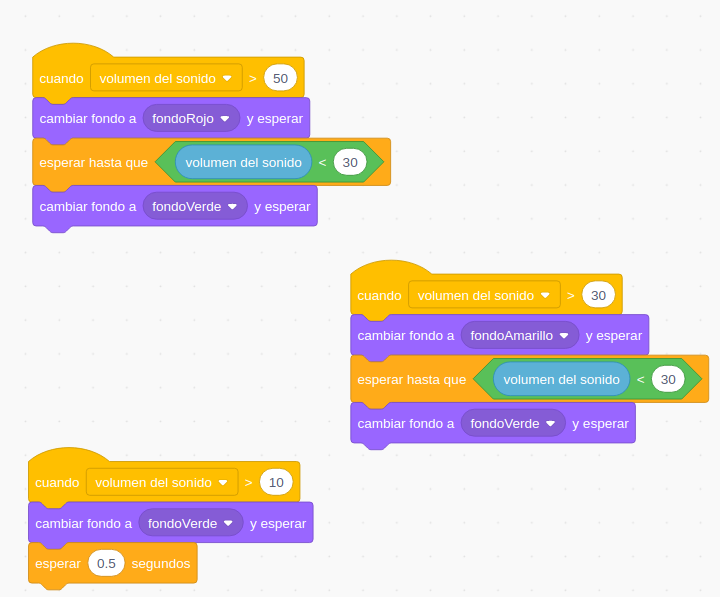 cuando volumen del sonido > 50
cambiar fondo a fondoRojo y esperar
esperar hasta que volumen del sonido < 30
cambiar fondo a fondoVerde y esperar
cuando volumen del sonido > 30
cambiar fondo a fondoAmarillo y esperar
esperar hasta que volumen del sonido < 30
cambiar fondo a fondoVerde y esperar
cuando volumen del sonido > 10
cambiar fondo a fondoVerde y esperar
esperar 0.5 segundos